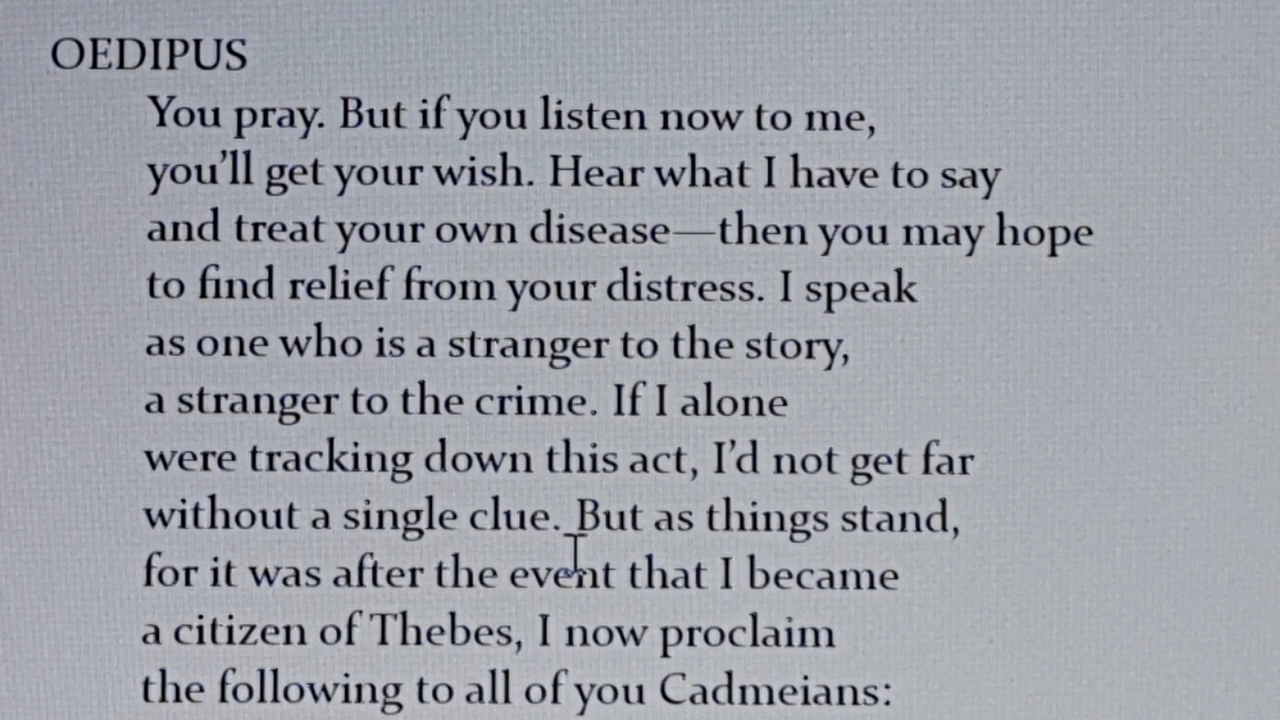 OEDIPUS
You pray. But if you listen now to me,
you'll get your wish. Hear what I have to say
and treat your own disease—then you may hope
to find relief from your distress. I speak
as one who is a stranger to the story,
a stranger to the crime. If I alone
were tracking down this act, I'd not get far
without a single clue. But as things stand,
for it was after the event that I became
a citizen of Thebes, I now proclaim
the following to all of you Cadmeians: